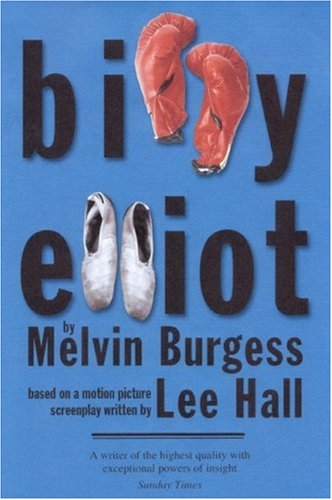 billy
elliot
by
Melvin Burgess
based on a motion picture
screenplay written by Lee Hall
A writer of the highest quality with
exceptional powers of insight
Sunday Times